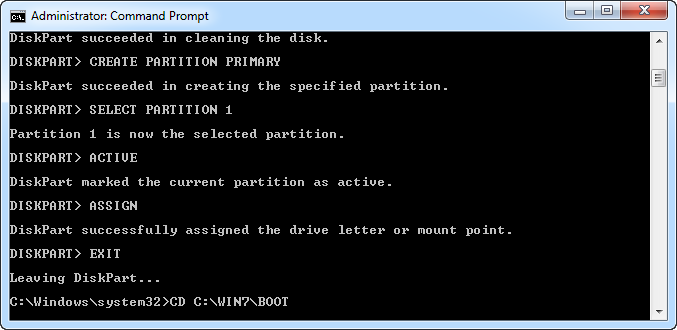 Administrator: Command Prompt
DiskPart succeeded in cleaning the disk.
DISKPART> CREATE PARTITION PRIMARY
DiskPart succeeded in creating the specified partition.
DISKPART> SELECT PARTITION 1
Partition 1 is now the selected partition.
DISKPART> ACTIVE
DiskPart marked the current partition as active.
DISKPART> ASSIGN
DiskPart successfully assigned the drive letter or mount point.
DISKPART> EXIT
Leaving DiskPart...
C:\Windows\system32>CD C:\WIN7\BOOT